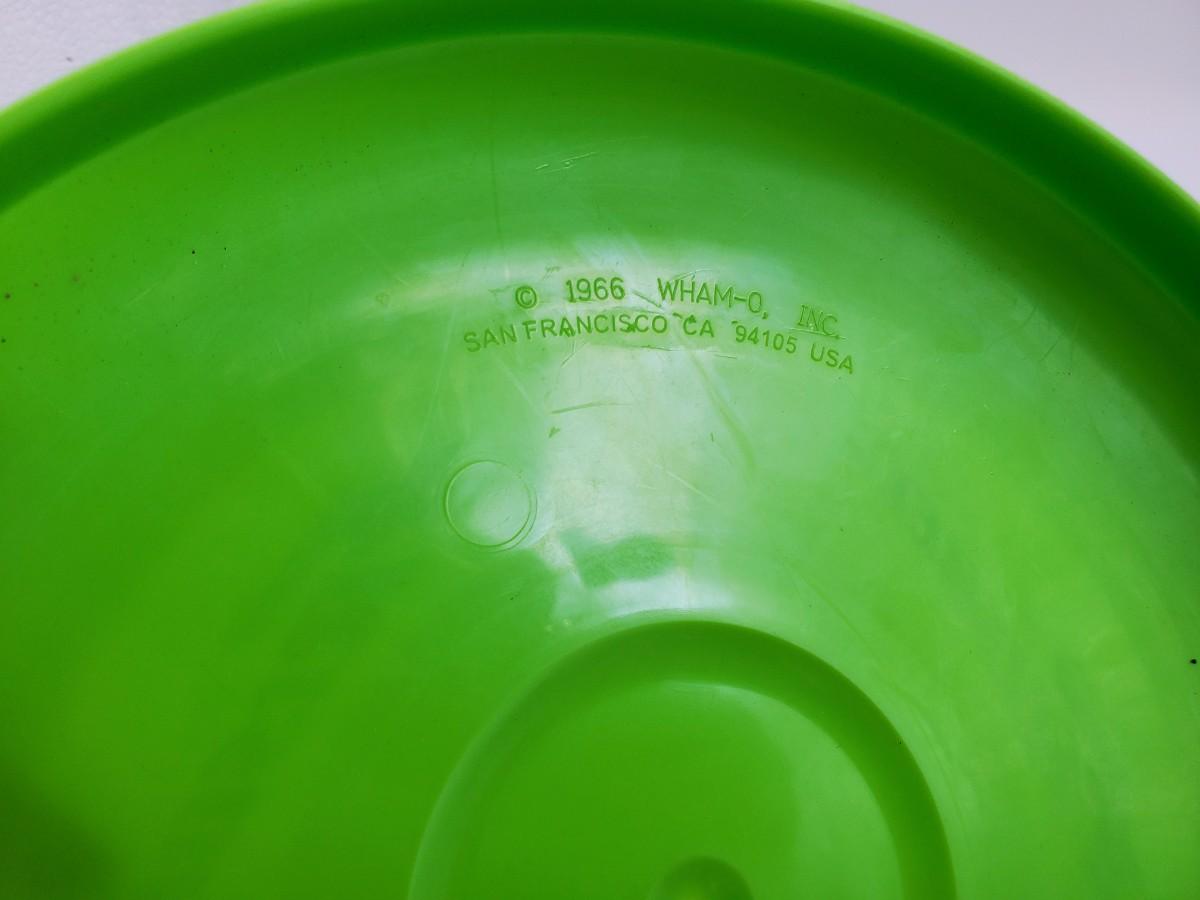 © 1966 WHAM-O, INC.
SAN FRANCISCO CA 94105 USA